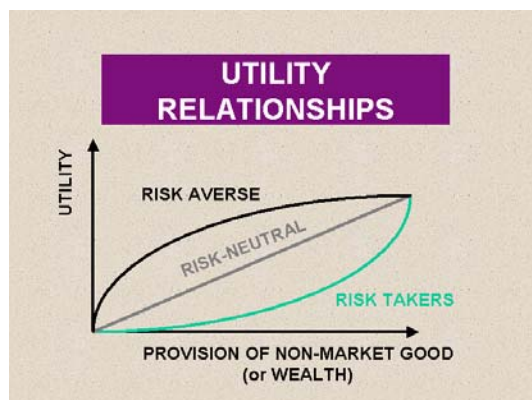 UTILITY
RELATIONSHIPS
UTILITY
RISK AVERSE
RISK-NEUTRAL
RISK TAKERS
PROVISION OF NON-MARKET GOOD
(or WEALTH)